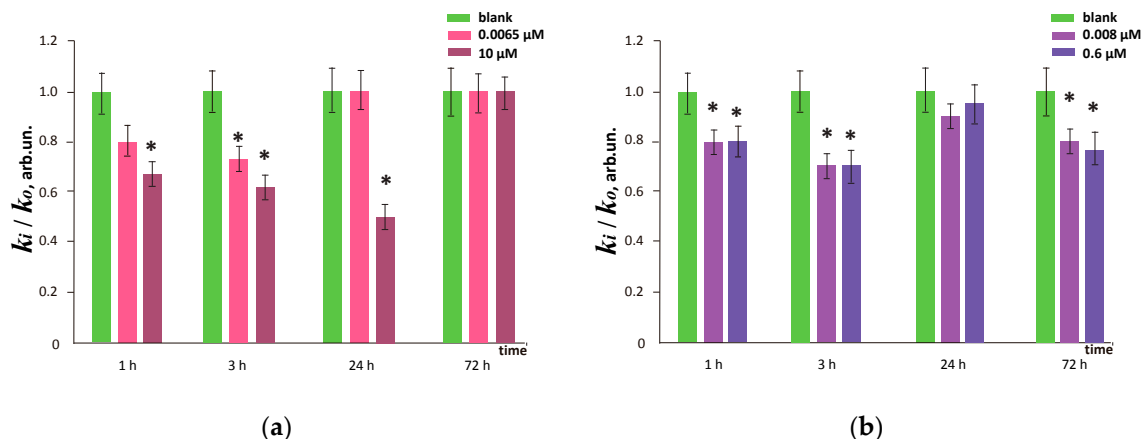 blank
0.0065 µM
10 µM
1.2
1.0
0.8
0.6
0.4
0.2
0
ki / ko, arb.un.
*
*
*
*
time
1 h
3 h
24 h
72 h
(a)
blank
0.008 µM
0.6 µM
1.2
1.0
0.8
0.6
0.4
0.2
0
ki / ko, arb.un.
* *
* *
* *
time
1 h
3 h
24 h
72 h
(b)